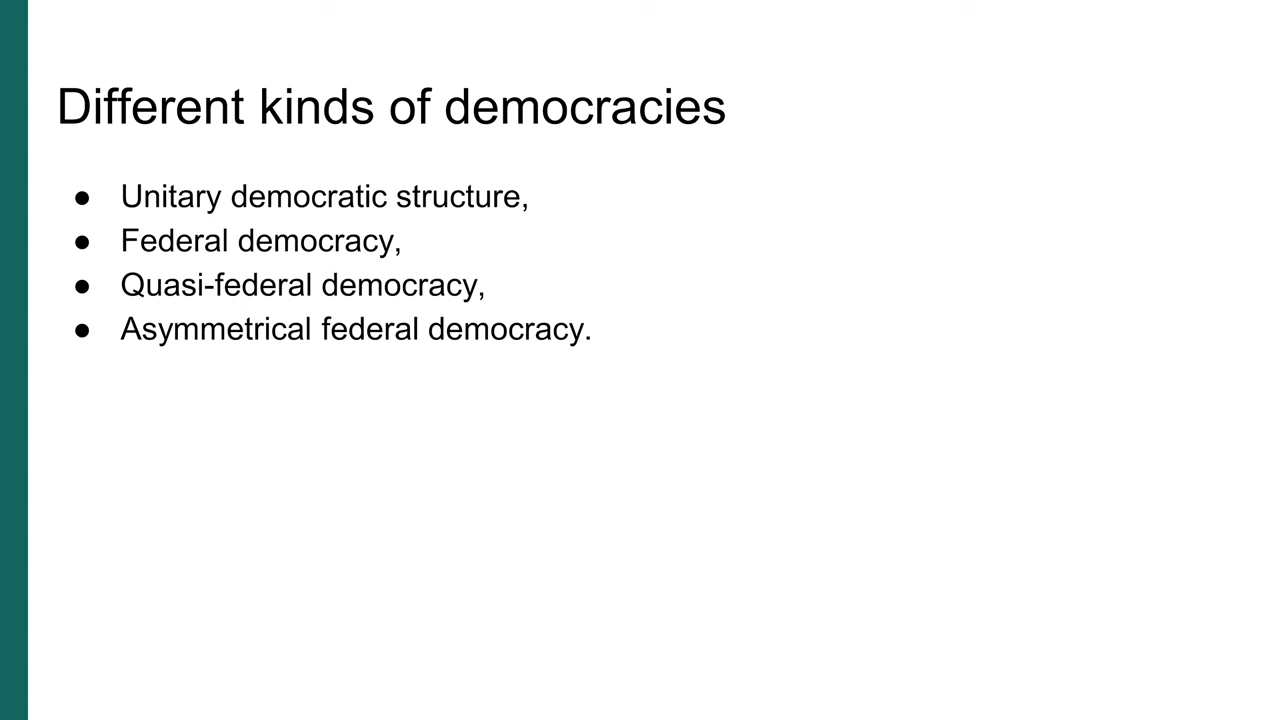 Different kinds of democracies
● Unitary democratic structure,
● Federal democracy,
● Quasi-federal democracy,
● Asymmetrical federal democracy.